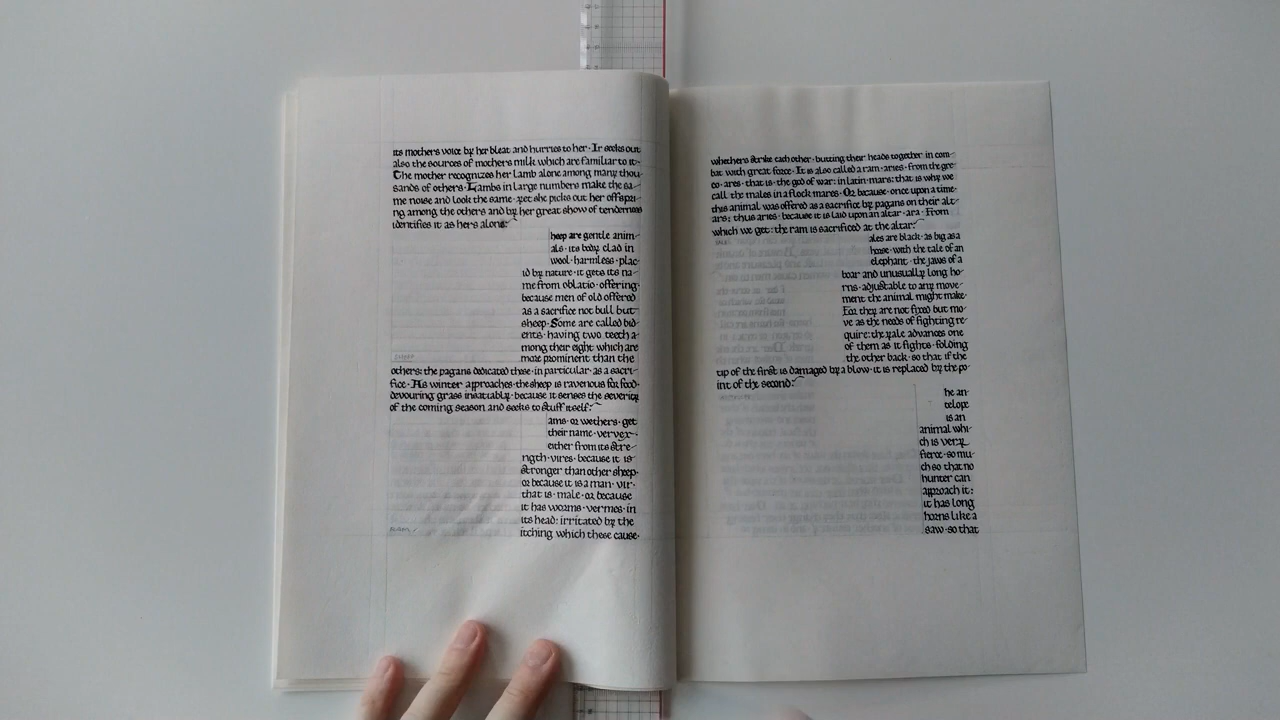 its mothers voice by her bleat and hurries to her · It seeks out
also the sources of mothers milk which are familiar to it ·
The mother recognizes her lamb alone among many thou-
sands of others · Lambs in large numbers make the sa-
me noise and look the same · yet she picks out her offspri-
ng among the others and by her great show of tenderness
identifies it as hers alone:
heep are gentle anim-
als · its body clad in
wool · harmless · plac-
id by nature · it gets its na-
me from oblatio · offering·
because men of old offered
as a sacrifice not bull but
sheep · Some are called bid-
ents · having two teeth a-
mong their eight which are
more prominent than the
others: the pagans dedicated these · in particular · as a sacri-
fice · As winter approaches · the sheep is ravenous for food ·
devouring grass insatiably · because it senses the severity
of the coming season and seeks to stuff itself:
ams · or wethers · get
their name · vervex ·
either from its stre-
ngth · vires · because it is
stronger than other sheep ·
or because it is a man · vir·
that is · male · or because
it has worms · vermes · in
its head: irritated by the
itching which these cause·
whethers strike each other · butting their heads together in com-
bat with great force · It is also called a ram · aries · from the gre-
co · ares · that is · the god of war: in latin · mars: that is why we
call the males in a flock mares · Or because · once upon a time ·
this animal was offered as a sacrifice by pagans on their alt-
ars: thus aries · because it is laid upon an altar · ara · From
which we get: the ram is sacrificed at the altar:
ales are black · as big as a
horse · with the tale of an
elephant · the jaws of a
boar and unusually long ho-
rns · adjustable to any move-
ment the animal might make ·
For they are not fixed but mo-
ve as the needs of fighting re-
quire: the yale advances one
of them as it fights · folding
the other back · so that if the
tip of the first is damaged by a blow · it is replaced by the po-
int of the second:
he an-
telope
is an
animal whi-
ch is very
fierce · so mu-
ch so that no
hunter can
approach it:
it has long
horns like a
saw · so that